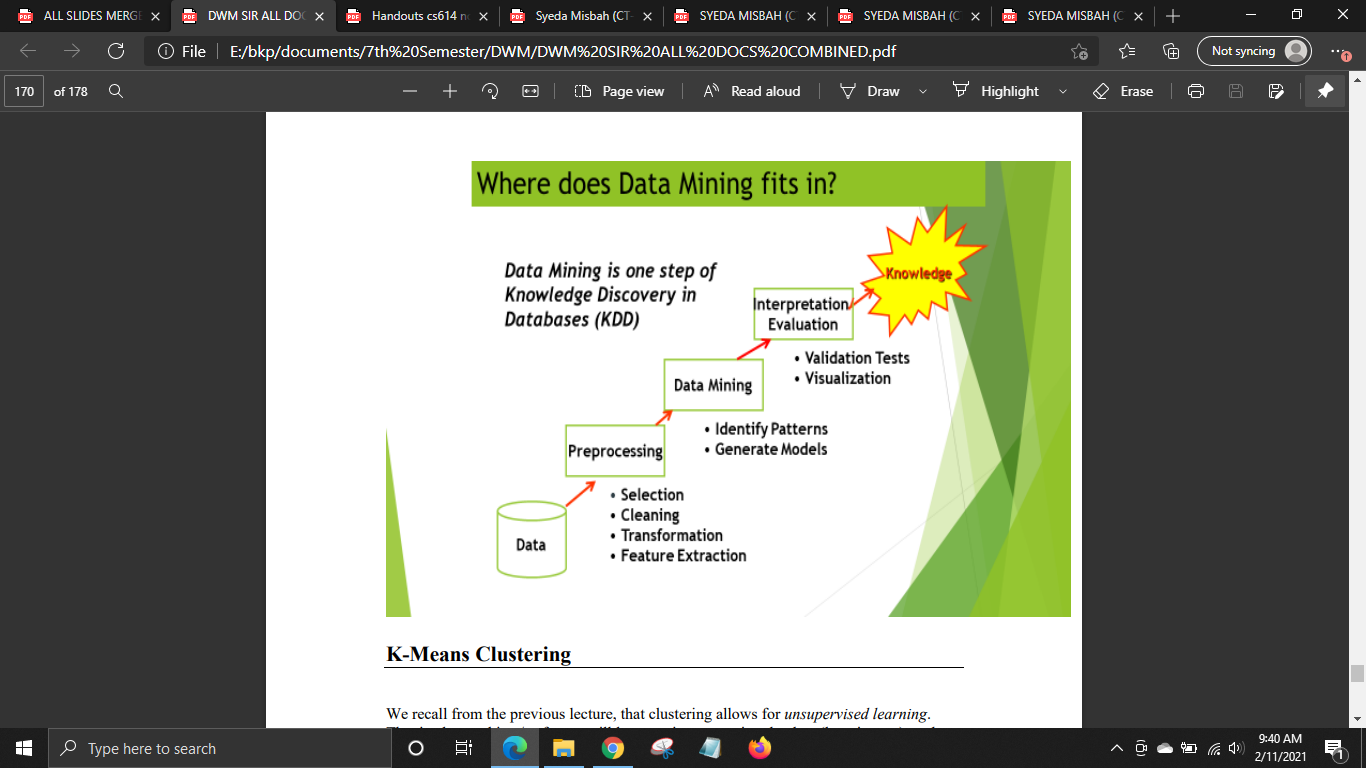 ALL SLIDES MERGE
DWM SIR ALL DOC
Handouts cs614 n
Syeda Misbah (CT-
SYEDA MISBAH (C
SYEDA MISBAH (C
SYEDA MISBAH (C
File
E:/bkp/documents/7th%20Semester/DWM/DWM%20SIR%20ALL%20DOCS%20COMBINED.pdf
Not syncing
170 of 178
Page view
Read aloud
Draw
Highlight
Erase
Where does Data Mining fits in?
Data Mining is one step of
Knowledge Discovery in
Databases (KDD)
Knowledge
Interpretation/
Evaluation
• Validation Tests
• Visualization
Data Mining
• Identify Patterns
• Generate Models
Preprocessing
• Selection
• Cleaning
• Transformation
• Feature Extraction
Data
K-Means Clustering
We recall from the previous lecture, that clustering allows for unsupervised learning.
Type here to search
9:40 AM
2/11/2021
1